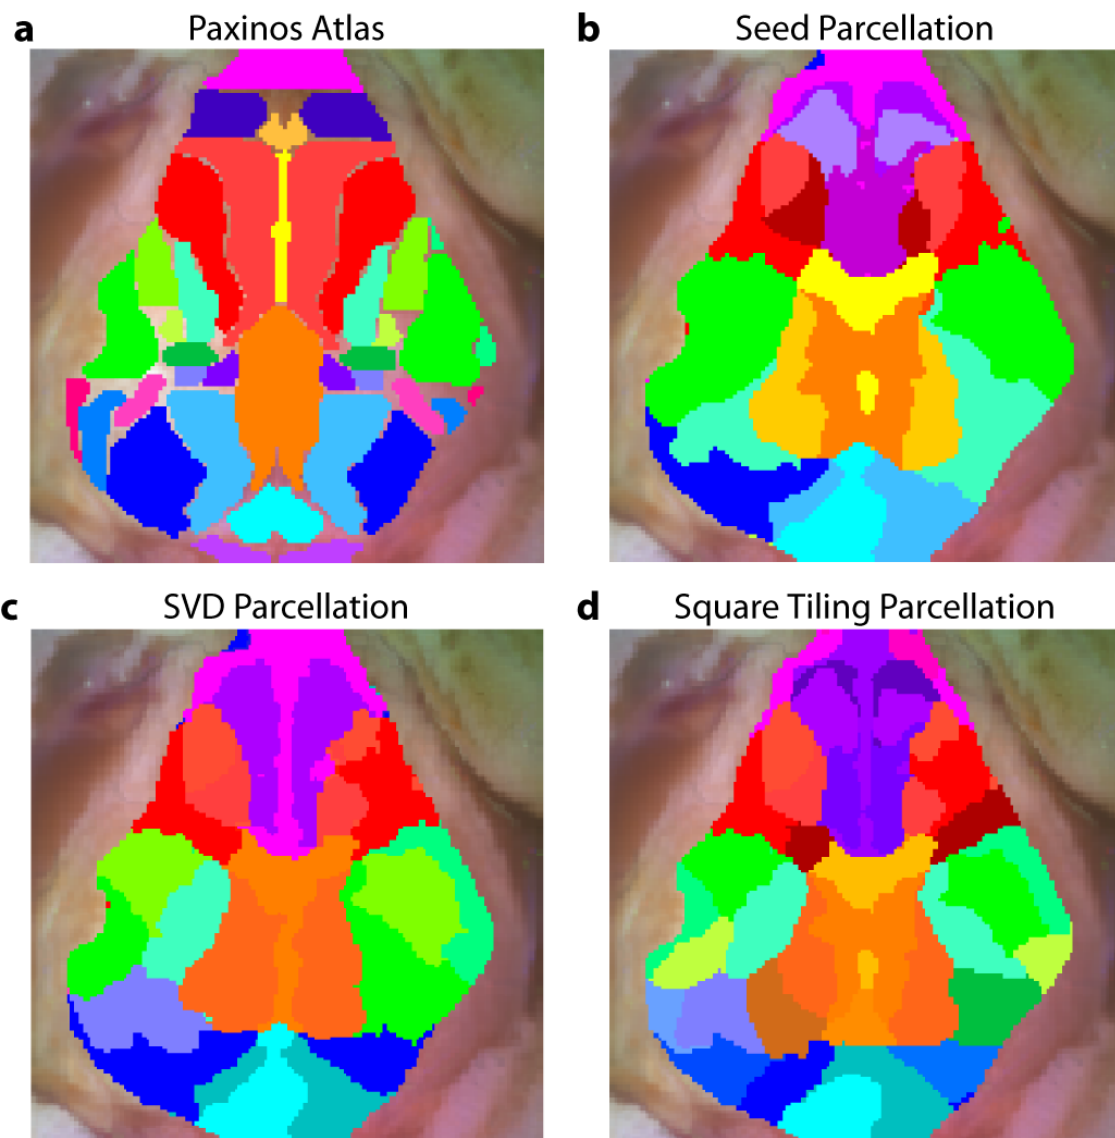 a Paxinos Atlas
b Seed Parcellation
c SVD Parcellation
d Square Tiling Parcellation